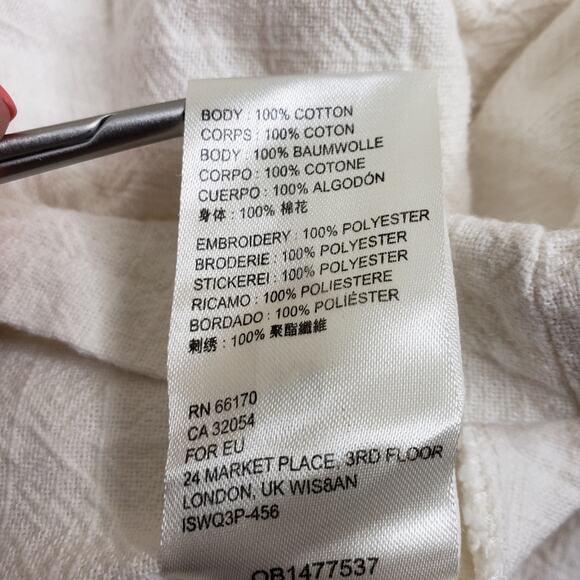 BODY : 100% COTTON
CORPS : 100% COTON
BODY : 100% BAUMWOLLE
CORPO : 100% COTONE
CUERPO : 100% ALGODÓN
身体 : 100% 棉花
EMBROIDERY : 100% POLYESTER
BRODERIE : 100% POLYESTER
STICKEREI : 100% POLYESTER
RICAMO : 100% POLIESTERE
BORDADO : 100% POLIÉSTER
刺绣 : 100% 聚酯纖維
RN 66170
CA 32054
FOR EU
24 MARKET PLACE, 3RD FLOOR
LONDON, UK WIS8AN
ISWQ3P-456
OB1477537